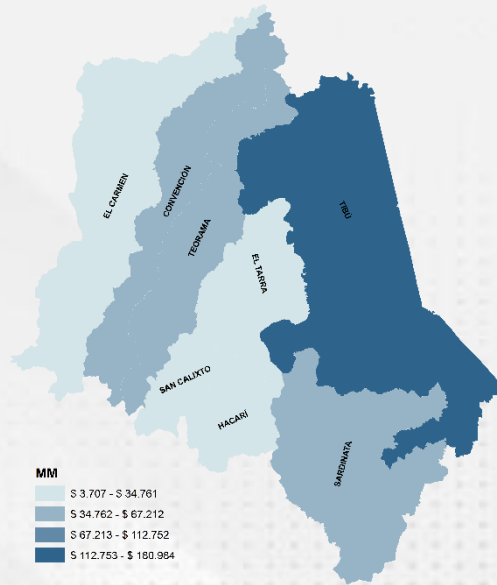 EL CARMEN
CONVENCIÓN
TEORAMA
TIBÚ
EL TARRA
SAN CALIXTO
HACARÍ
SARDINATA
MM
$ 3.707 - $ 34.761
$ 34.762 - $ 67.212
$ 67.213 - $ 112.752
$ 112.753 - $ 180.984